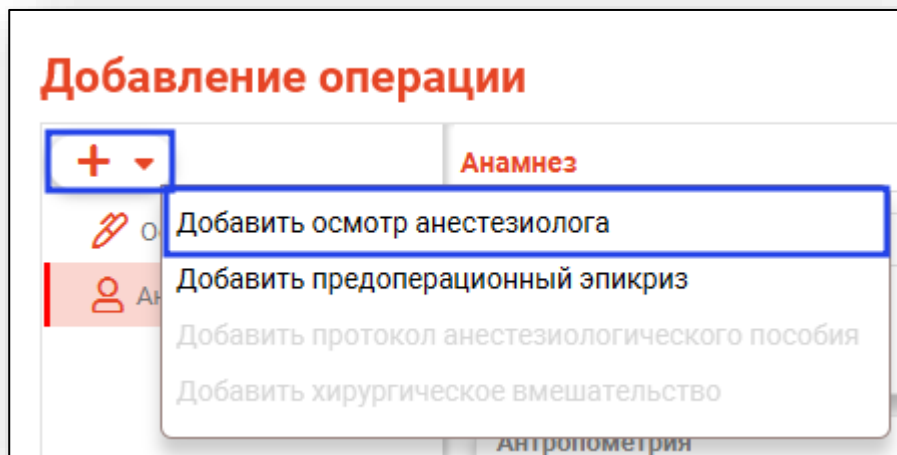 Добавление операции
Анамнез
Добавить осмотр анестезиолога
Добавить предоперационный эпикриз
Добавить протокол анестезиологического пособия
Добавить хирургическое вмешательство
Антропометрия